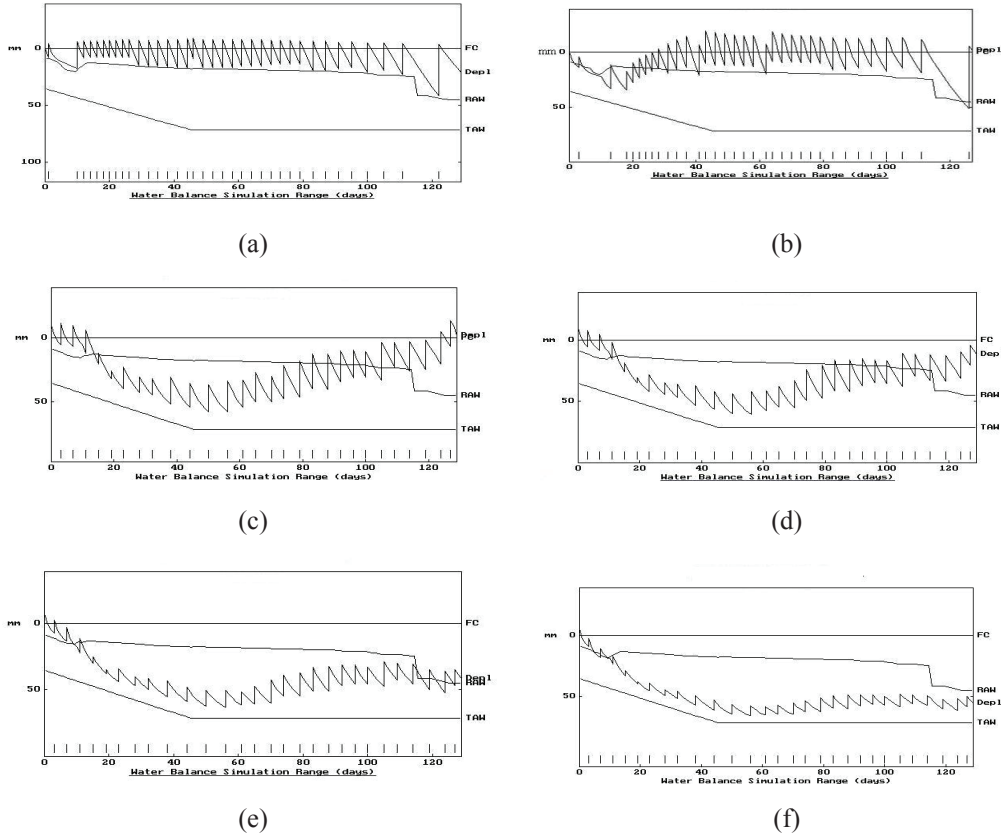 mm 0 FC
Depl
RAW
50
TAW
100
0 20 40 60 80 100 120
Water Balance Simulation Range (days)
(a)
mm 0 Depl
FC
50 RAW
TAW
0 20 40 60 80 100 120
Water Balance Simulation Range (days)
(b)
mm 0 Depl
FC
RAW
50
TAW
0 20 40 60 80 100 120
Water Balance Simulation Range (days)
(c)
mm 0 FC
Depl
RAW
50
TAW
0 20 40 60 80 100 120
Water Balance Simulation Range (days)
(d)
mm 0 FC
Depl
RAW
50
TAW
0 20 40 60 80 100 120
Water Balance Simulation Range (days)
(e)
mm 0 FC
RAW
50 Depl
TAW
0 20 40 60 80 100 120
Water Balance Simulation Range (days)
(f)